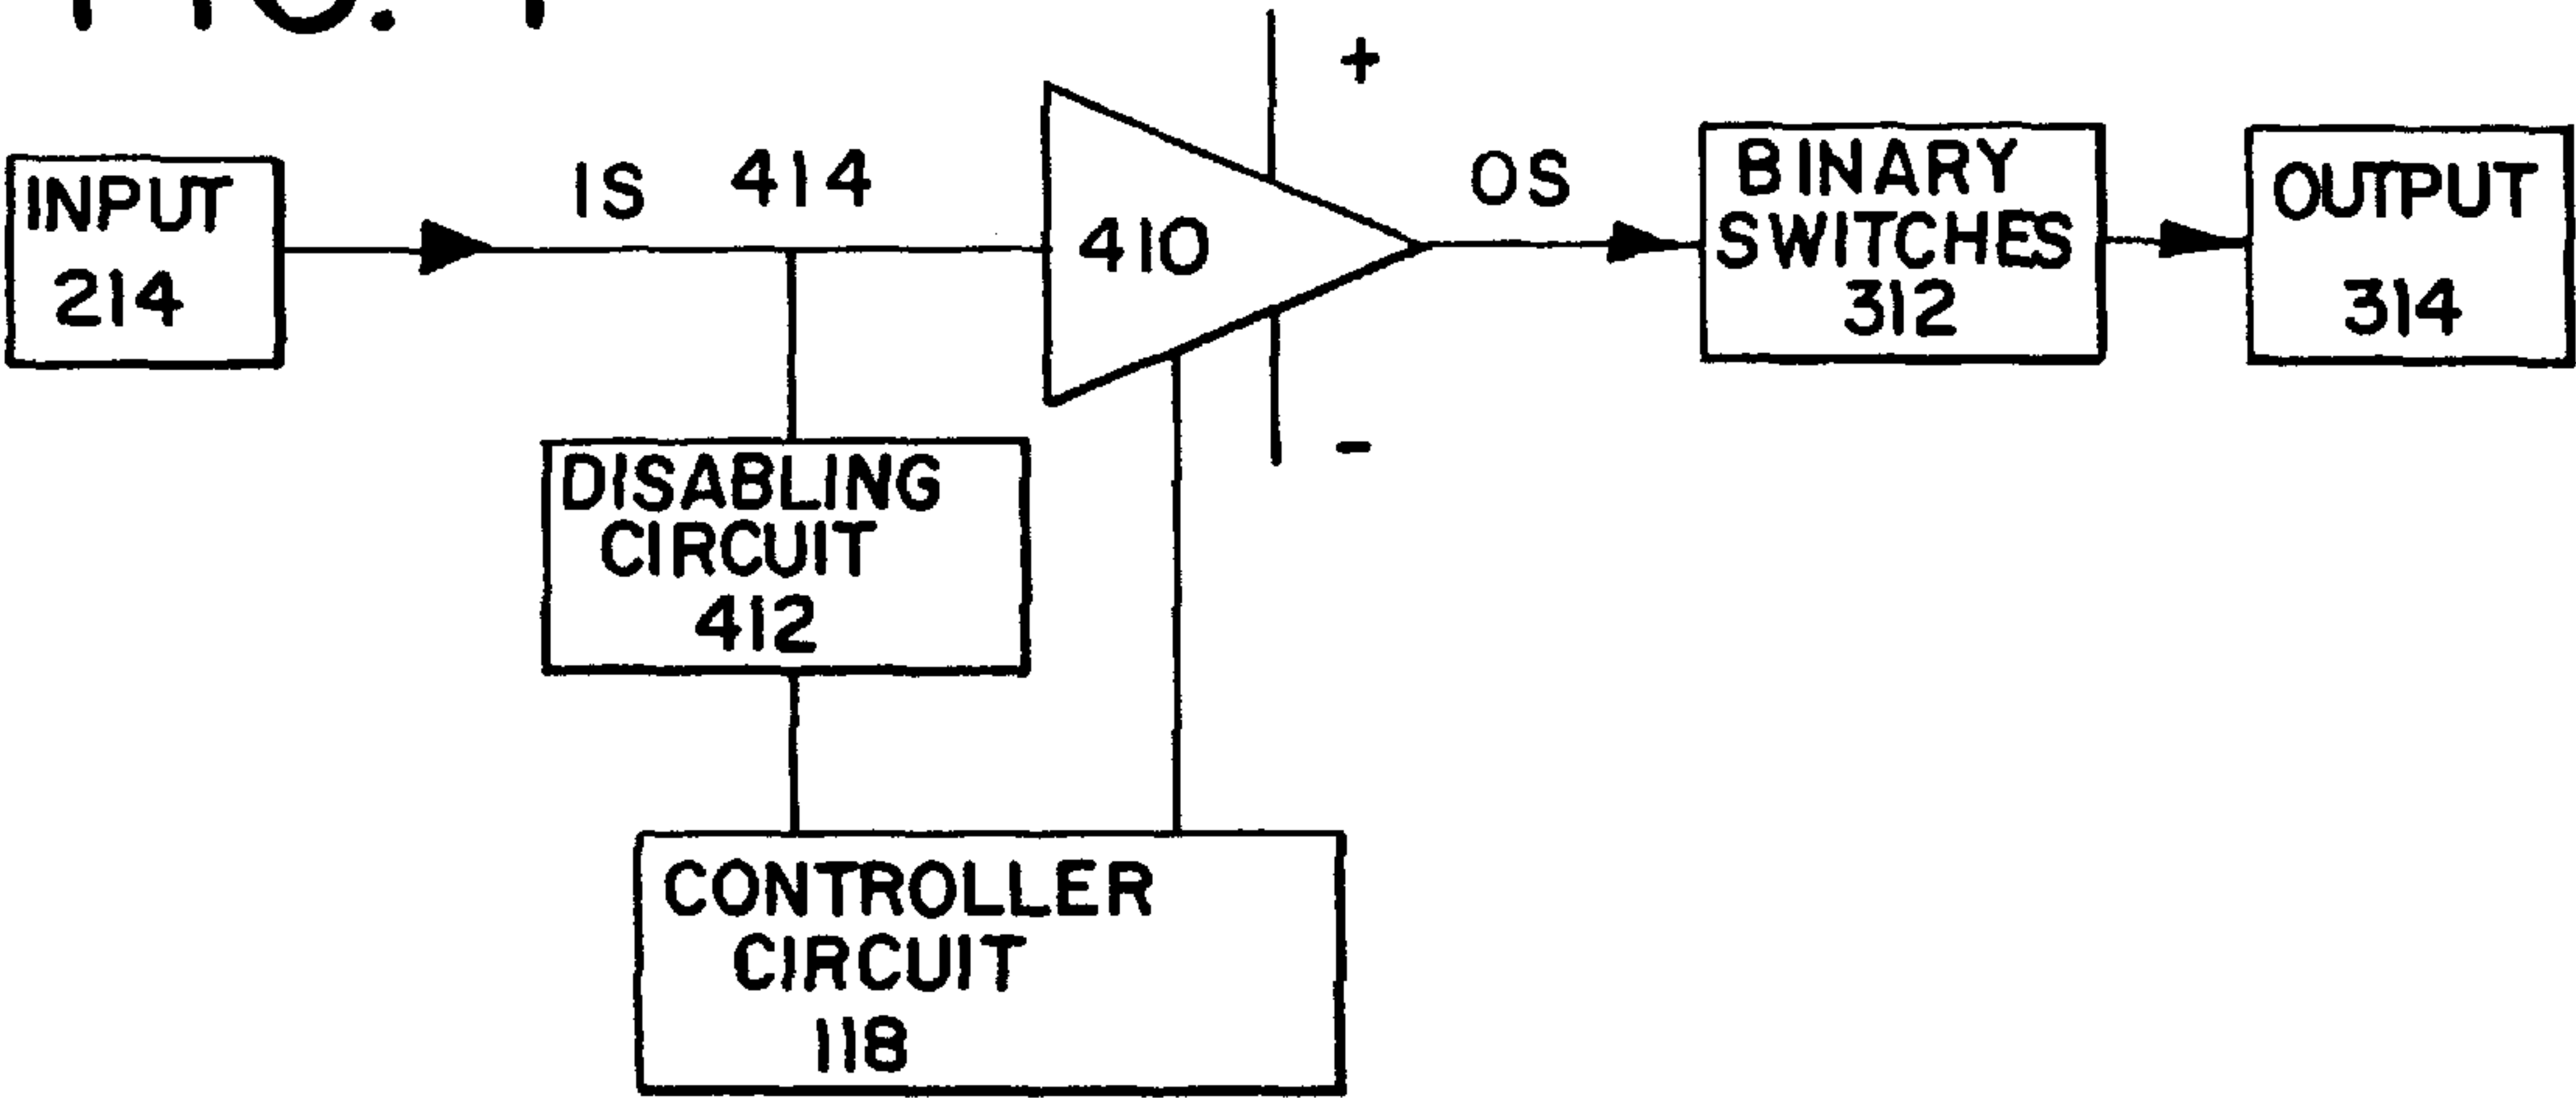 INPUT
214
IS 414
410
+
-
OS
BINARY
SWITCHES
312
OUTPUT
314
DISABLING
CIRCUIT
412
CONTROLLER
CIRCUIT
118